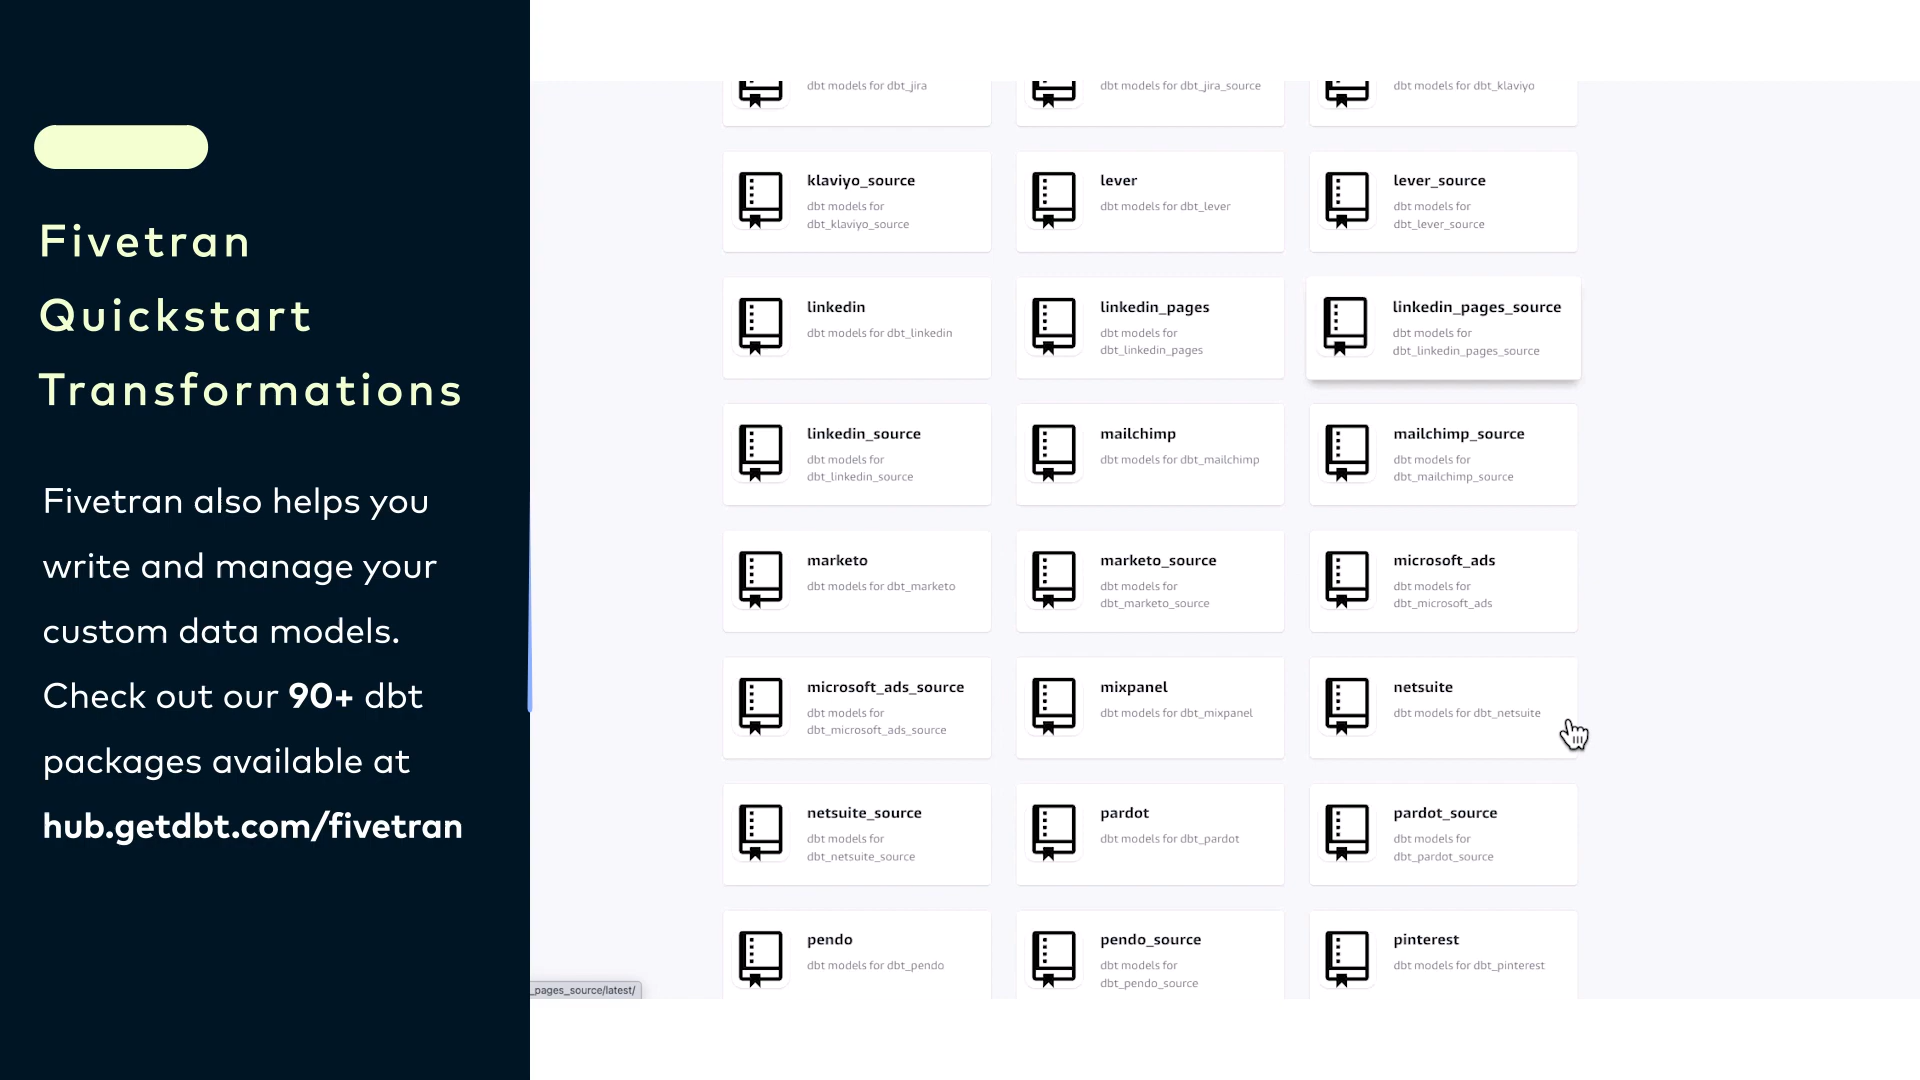 Fivetran
Quickstart
Transformations
Fivetran also helps you
write and manage your
custom data models.
Check out our 90+ dbt
packages available at
hub.getdbt.com/fivetran
dbt models for dbt_jira
dbt models for dbt_jira_source
dbt models for dbt_klaviyo
klaviyo_source
dbt models for
dbt_klaviyo_source
lever
dbt models for dbt_lever
lever_source
dbt models for
dbt_lever_source
linkedin
dbt models for dbt_linkedin
linkedin_pages
dbt models for
dbt_linkedin_pages
linkedin_pages_source
dbt models for
dbt_linkedin_pages_source
linkedin_source
dbt models for
dbt_linkedin_source
mailchimp
dbt models for dbt_mailchimp
mailchimp_source
dbt models for
dbt_mailchimp_source
marketo
dbt models for dbt_marketo
marketo_source
dbt models for
dbt_marketo_source
microsoft_ads
dbt models for
dbt_microsoft_ads
microsoft_ads_source
dbt models for
dbt_microsoft_ads_source
mixpanel
dbt models for dbt_mixpanel
netsuite
dbt models for dbt_netsuite
netsuite_source
dbt models for
dbt_netsuite_source
pardot
dbt models for dbt_pardot
pardot_source
dbt models for
dbt_pardot_source
pendo
dbt models for dbt_pendo
pendo_source
dbt models for
dbt_pendo_source
pinterest
dbt models for dbt_pinterest
_pages_source/latest/